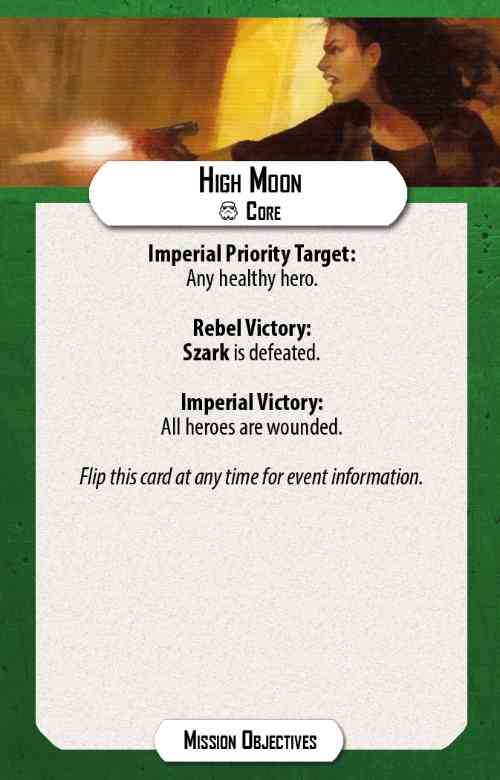 High Moon
Core
Imperial Priority Target:
Any healthy hero.
Rebel Victory:
Szark is defeated.
Imperial Victory:
All heroes are wounded.
Flip this card at any time for event information.
Mission Objectives